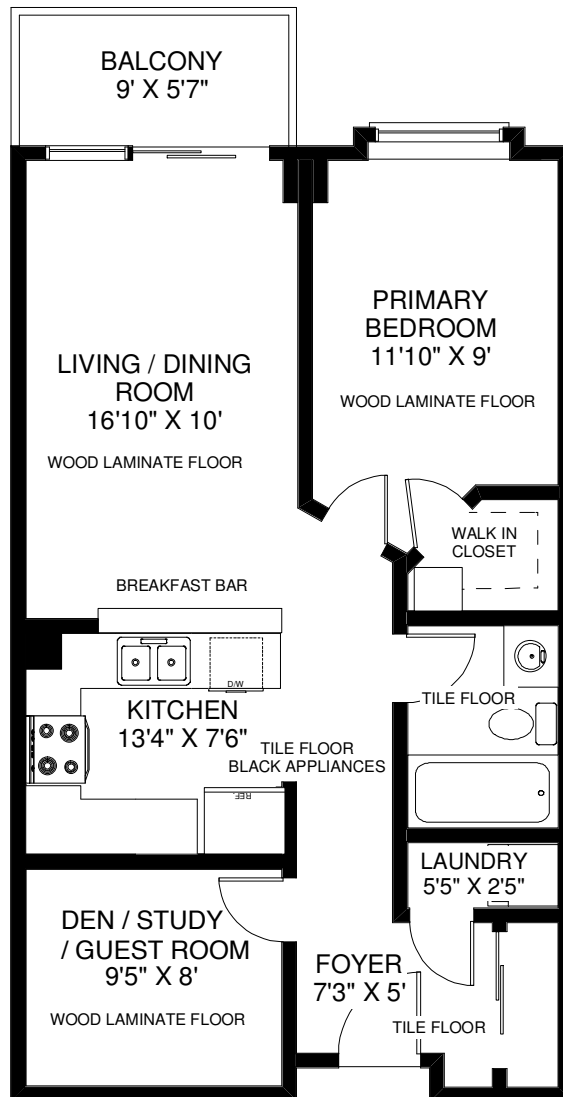 BALCONY
9' X 5'7"
PRIMARY
BEDROOM
11'10" X 9'
WOOD LAMINATE FLOOR
LIVING / DINING
ROOM
16'10" X 10'
WOOD LAMINATE FLOOR
WALK IN
CLOSET
BREAKFAST BAR
D/W
KITCHEN
13'4" X 7'6"
TILE FLOOR
BLACK APPLIANCES
REF.
TILE FLOOR
LAUNDRY
5'5" X 2'5"
DEN / STUDY
/ GUEST ROOM
9'5" X 8'
WOOD LAMINATE FLOOR
FOYER
7'3" X 5'
TILE FLOOR